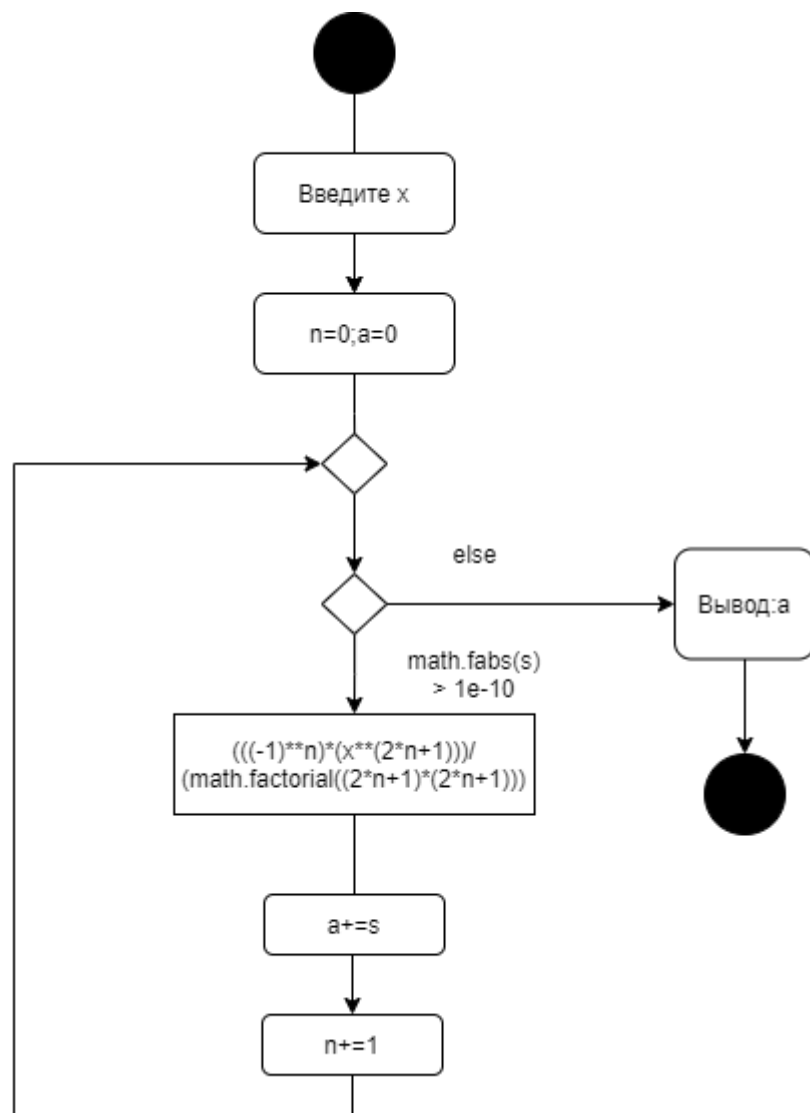 Введите x
n=0;a=0
else
Вывод:a
math.fabs(s)
> 1e-10
(((-1)**n)*(x**(2*n+1)))/
(math.factorial((2*n+1)*(2*n+1)))
a+=s
n+=1